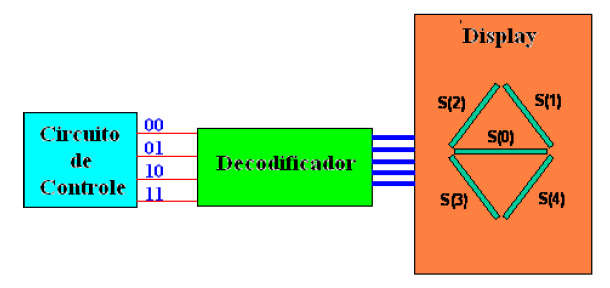 Circuito
de
Controle
00
01
10
11
Decodificador
Display
S(2)
S(1)
S(0)
S(3)
S(4)